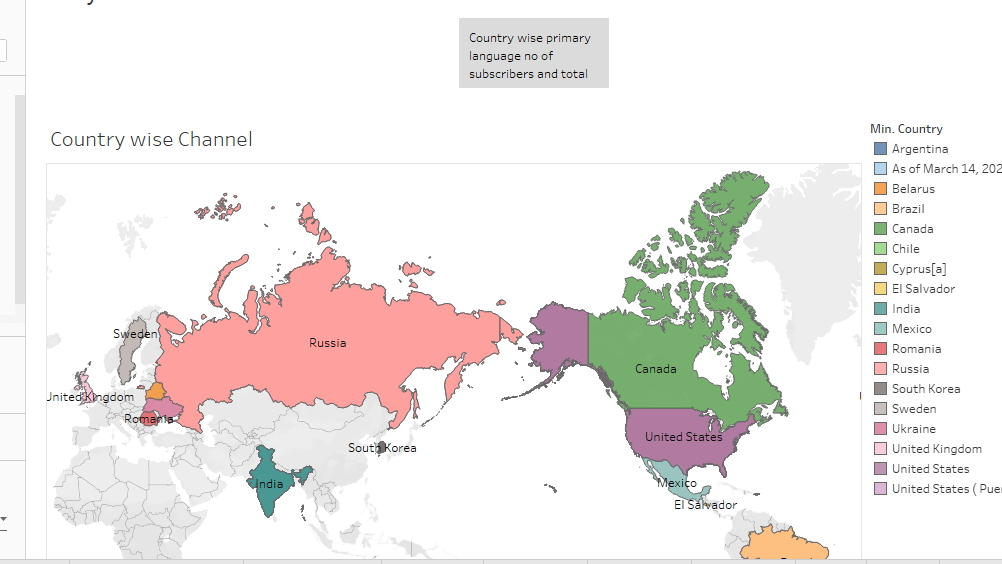 Country wise primary
language no of
subscribers and total
Country wise Channel
Min. Country
Argentina
As of March 14, 202
Belarus
Brazil
Canada
Chile
Cyprus[a]
El Salvador
India
Mexico
Romania
Russia
South Korea
Sweden
Ukraine
United Kingdom
United States
United States ( Puer
Sweden
Russia
Canada
United Kingdom
Romania
United States
South Korea
India
Mexico
El Salvador